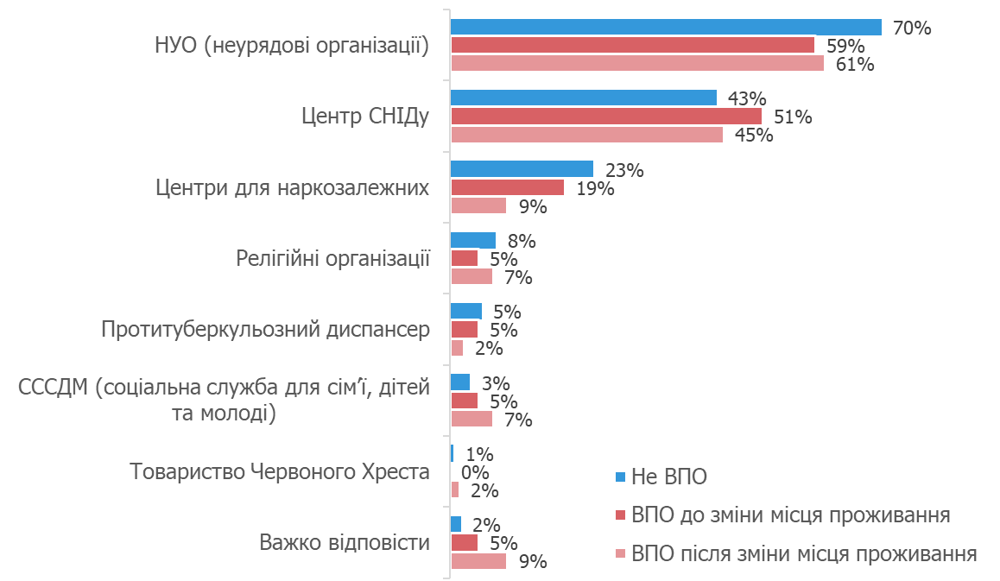 НУО (неурядові організації)
70%
59%
61%
Центр СНІДу
43%
51%
45%
Центри для наркозалежних
23%
19%
9%
Релігійні організації
8%
5%
7%
Протитуберкульозний диспансер
5%
5%
2%
СССДМ (соціальна служба для сім’ї, дітей
та молоді)
3%
5%
7%
Товариство Червоного Хреста
1%
0%
2%
Важко відповісти
2%
5%
9%
Не ВПО
ВПО до зміни місця проживання
ВПО після зміни місця проживання